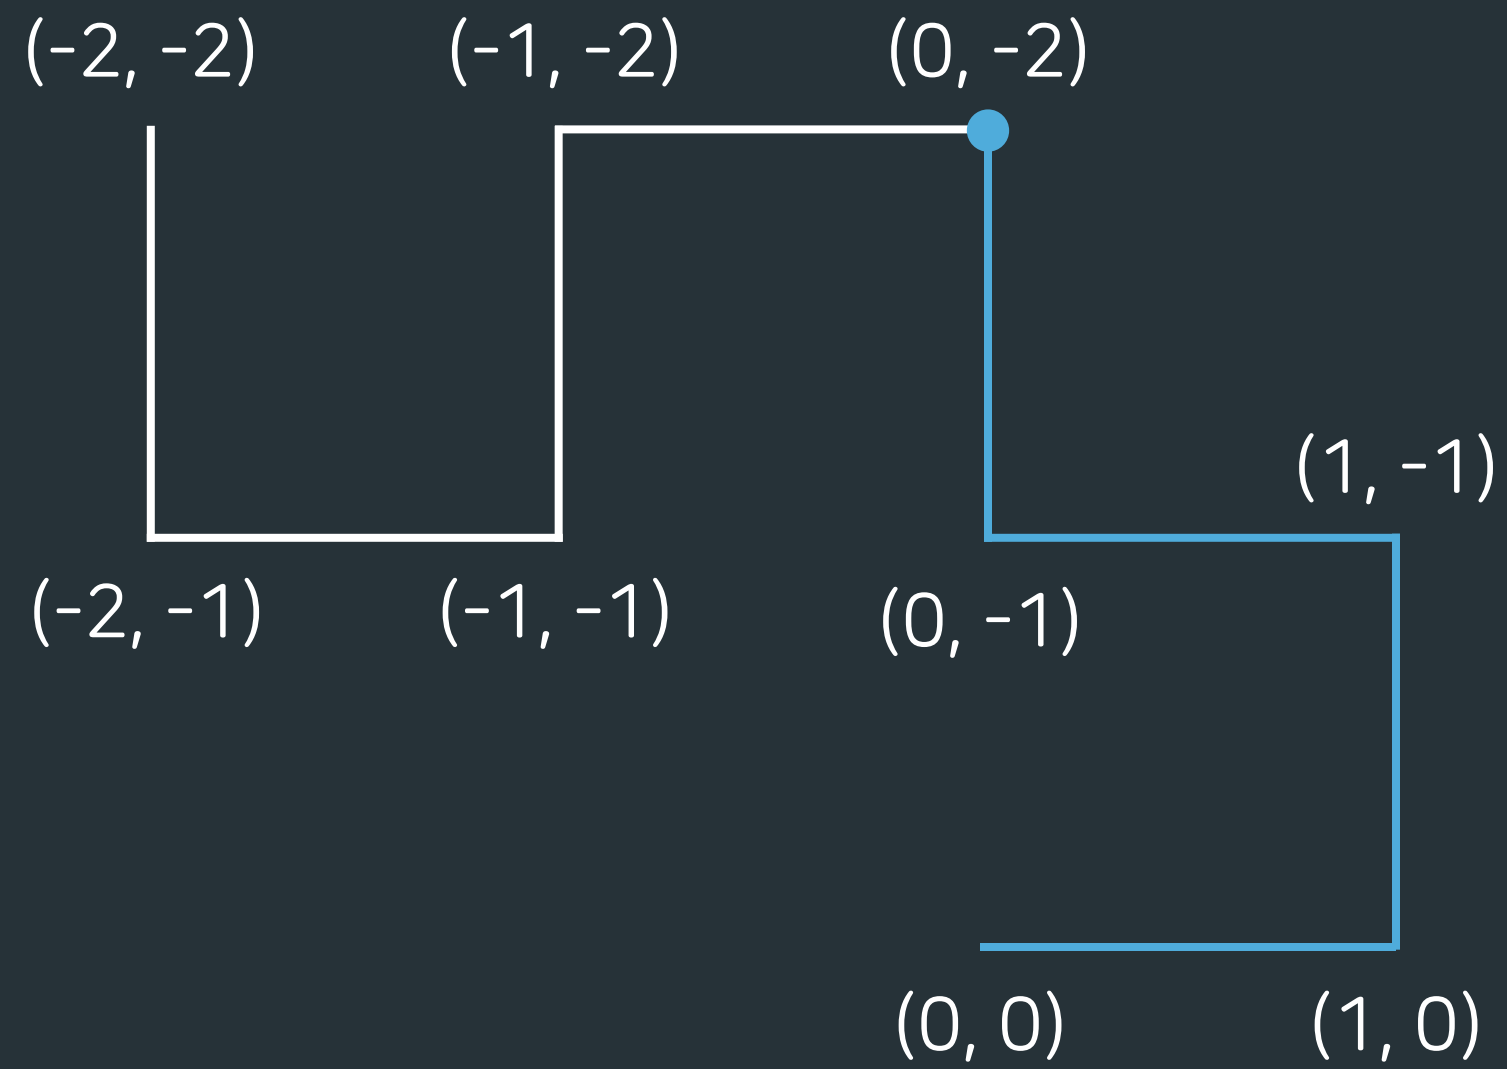 (-2, -2) (-1, -2) (0, -2)
(1, -1)
(-2, -1) (-1, -1) (0, -1)
(0, 0) (1, 0)